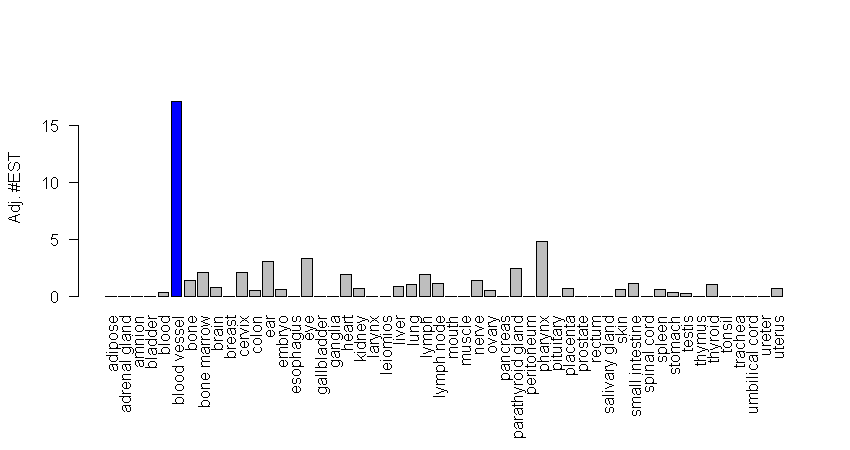 Adj. #EST
15
10
5
0
adipose
adrenal gland
amnion
bladder
blood
blood vessel
bone
bone marrow
brain
breast
cervix
colon
ear
embryo
esophagus
eye
gallbladder
ganglia
heart
kidney
larynx
leiomios
liver
lung
lymph
lymph node
mouth
muscle
nerve
ovary
pancreas
parathyroid gland
peritoneum
pharynx
pituitary
placenta
prostate
rectum
salivary gland
skin
small intestine
spinal cord
spleen
stomach
testis
thymus
thyroid
tonsil
trachea
umbilical cord
ureter
uterus